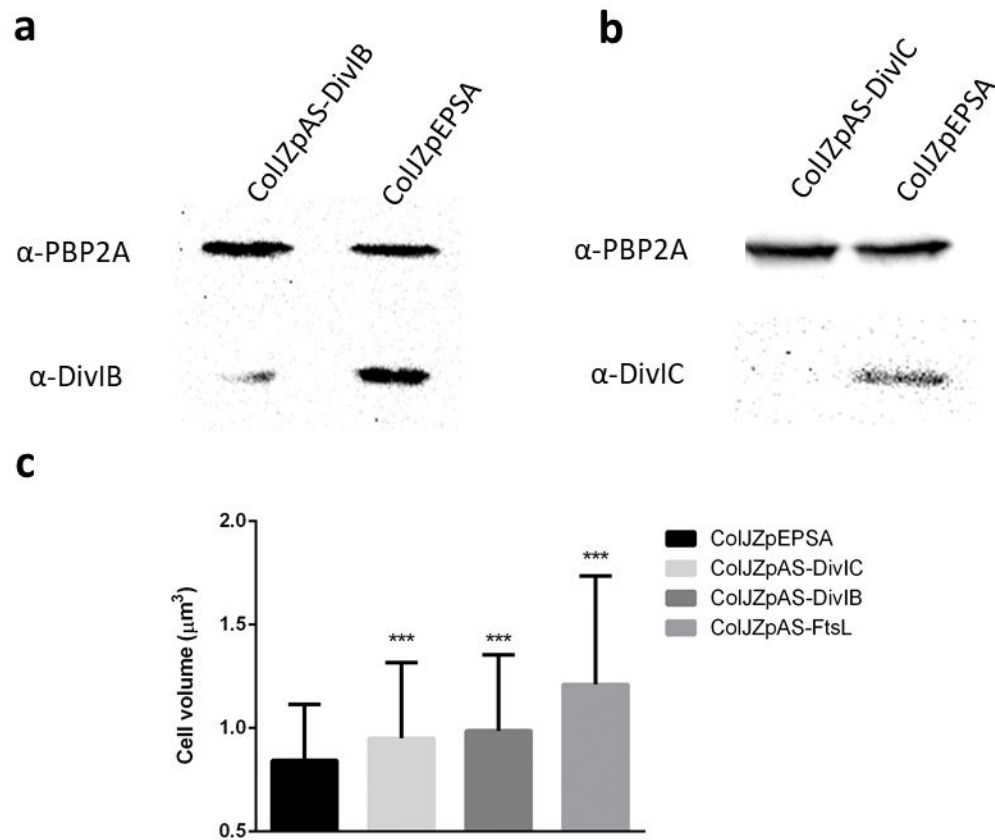 a
ColJZpAS-DivIB
ColJZpEPSA
α-PBP2A
α-DivIB
b
ColJZpAS-DivIC
ColJZpEPSA
α-PBP2A
α-DivIC
c
Cell volume (μm³)
2.0
1.5
1.0
0.5
***
***
***
ColJZpEPSA
ColJZpAS-DivIC
ColJZpAS-DivIB
ColJZpAS-FtsL